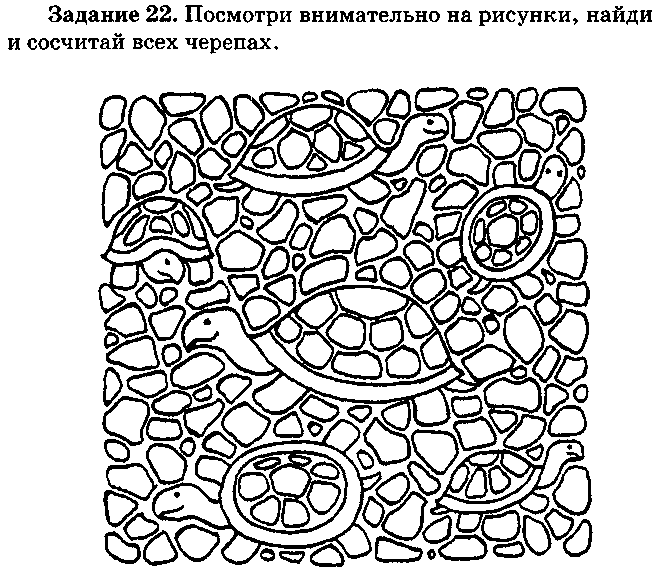 Задание 22. Посмотри внимательно на рисунки, найди
и сосчитай всех черепах.